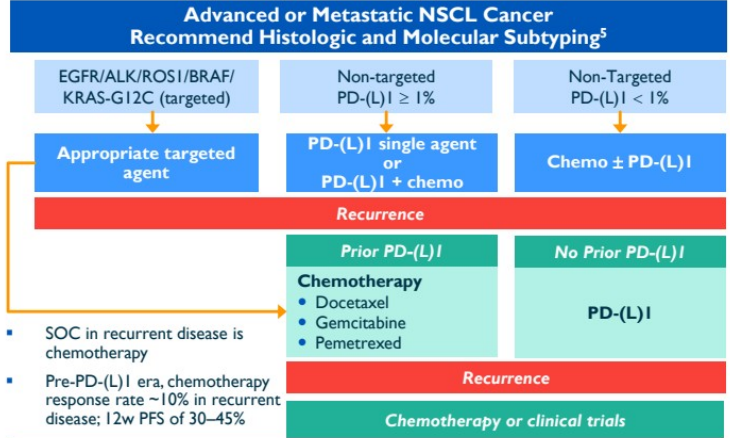 Advanced or Metastatic NSCL Cancer
Recommend Histologic and Molecular Subtyping5
EGFR/ALK/ROS1/BRAF/
KRAS-G12C (targeted)
Non-targeted
PD-(L)1 ≥ 1%
Non-Targeted
PD-(L)1 < 1%
Appropriate targeted
agent
PD-(L)1 single agent
or
PD-(L)1 + chemo
Chemo ± PD-(L)1
Recurrence
Prior PD-(L)1
No Prior PD-(L)1
Chemotherapy
• Docetaxel
• Gemcitabine
• Pemetrexed
PD-(L)1
▪ SOC in recurrent disease is
chemotherapy
▪ Pre-PD-(L)1 era, chemotherapy
response rate ~10% in recurrent
disease; 12w PFS of 30–45%
Recurrence
Chemotherapy or clinical trials